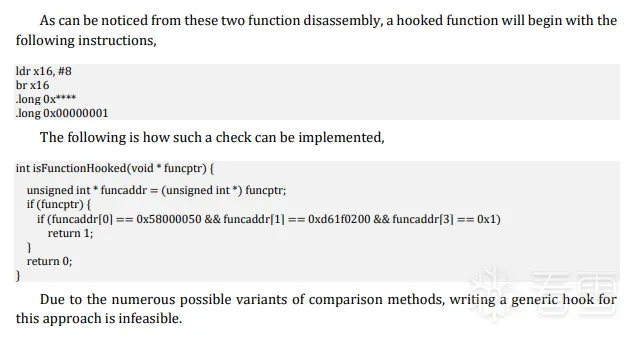 As can be noticed from these two function disassembly, a hooked function will begin with the
following instructions,
ldr x16, #8
br x16
.long 0x****
.long 0x00000001
The following is how such a check can be implemented,
int isFunctionHooked(void * funcptr) {
unsigned int * funcaddr = (unsigned int *) funcptr;
if (funcptr) {
if (funcaddr[0] == 0x58000050 && funcaddr[1] == 0xd61f0200 && funcaddr[3] == 0x1)
return 1;
}
return 0;
}
Due to the numerous possible variants of comparison methods, writing a generic hook for
this approach is infeasible.
看雪